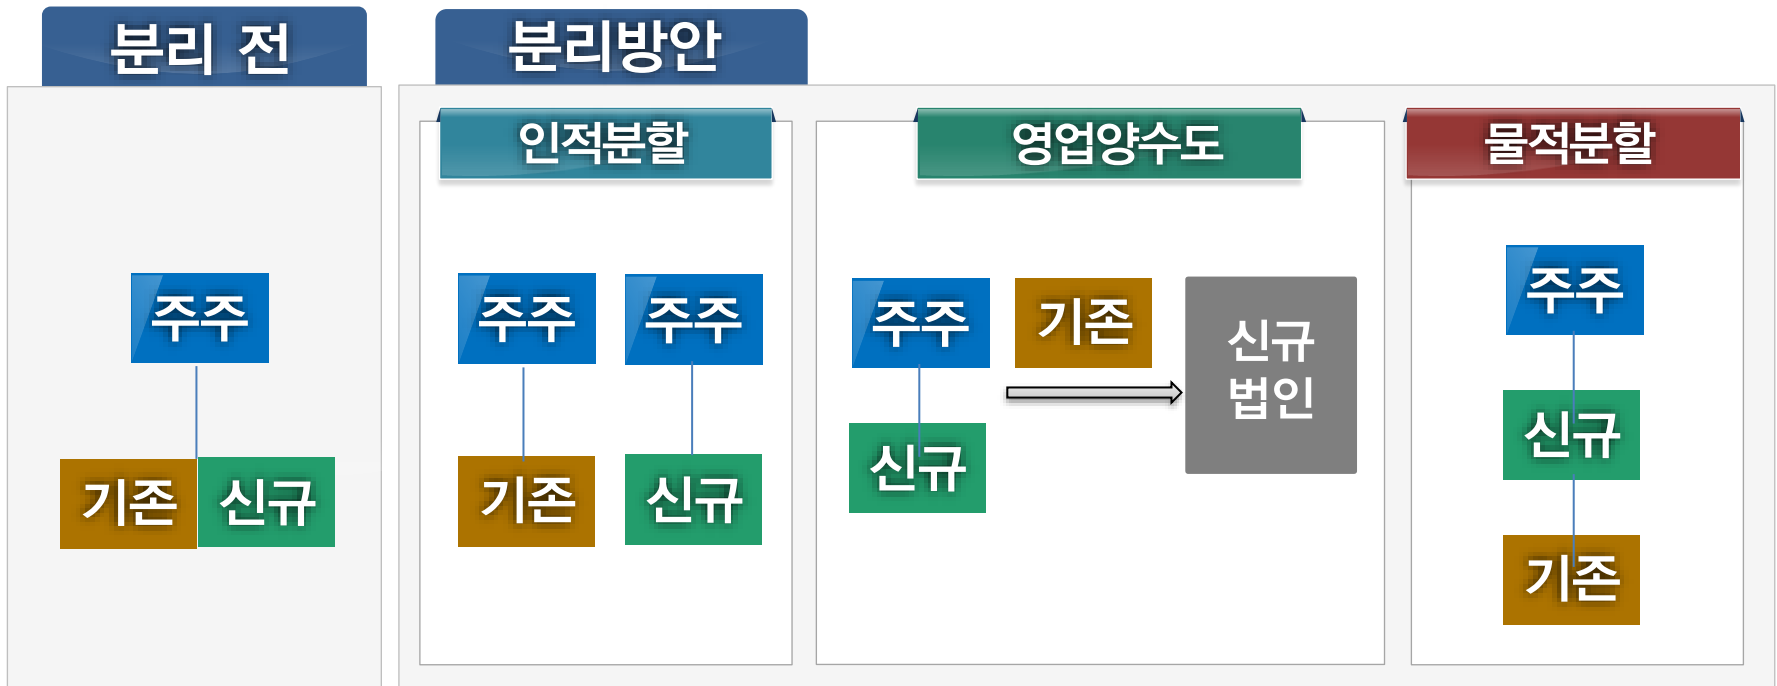 분리 전
주주
기존 신규
분리방안
인적분할
주주 주주
기존 신규
영업양수도
주주 기존
신규
법인
신규
물적분할
주주
신규
기존